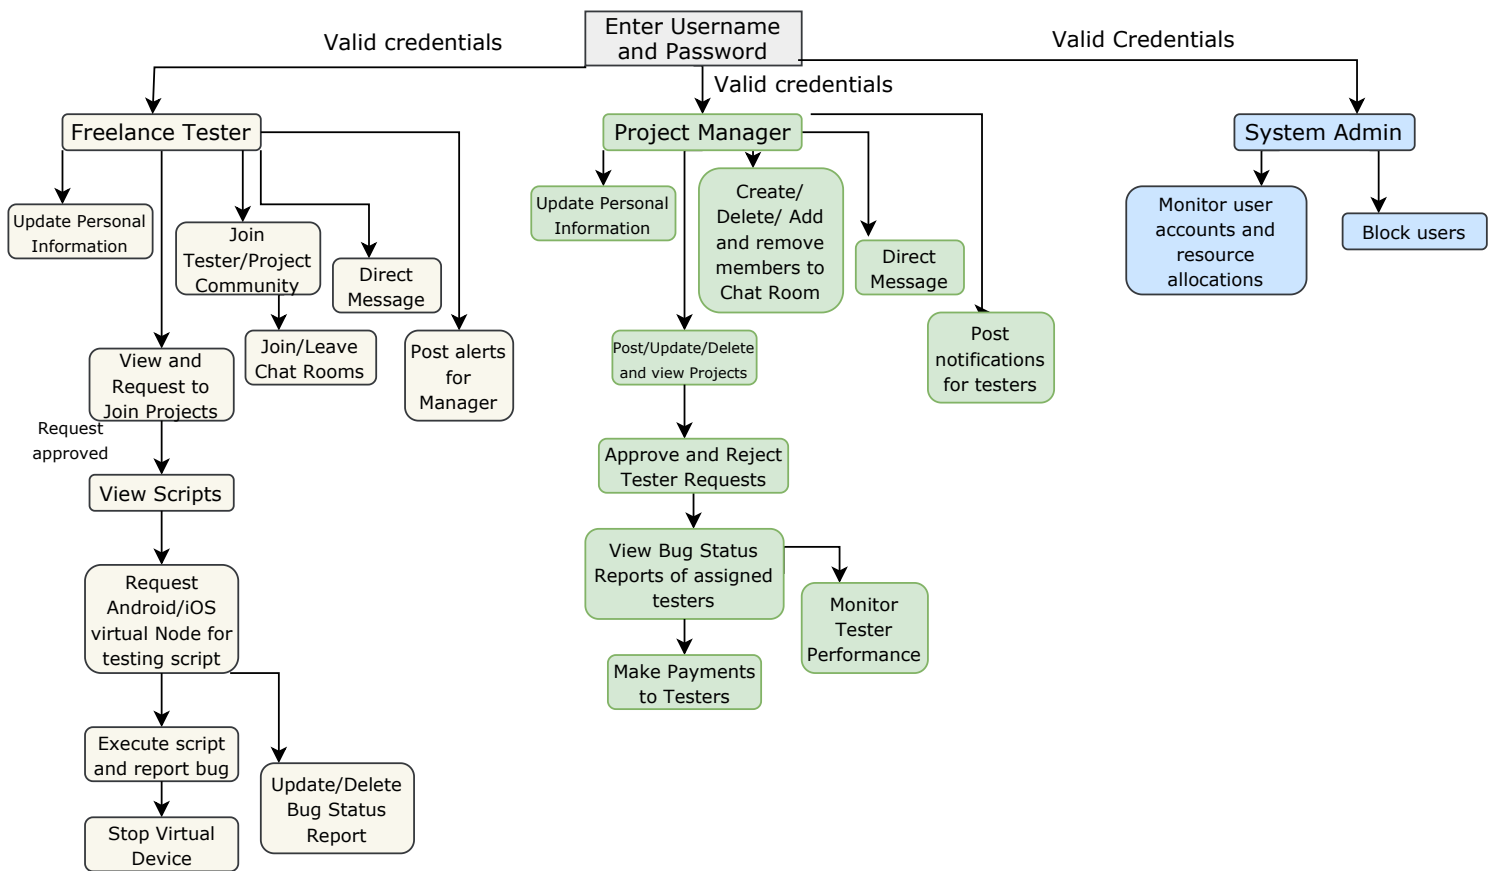 Enter Username
and Password
Valid credentials
Valid credentials
Valid Credentials
Freelance Tester
Update Personal
Information
Join
Tester/Project
Community
Direct
Message
Join/Leave
Chat Rooms
Post alerts
for
Manager
View and
Request to
Join Projects
Request
approved
View Scripts
Request
Android/iOS
virtual Node for
testing script
Execute script
and report bug
Update/Delete
Bug Status
Report
Stop Virtual
Device
Project Manager
Update Personal
Information
Create/
Delete/ Add
and remove
members to
Chat Room
Direct
Message
Post
notifications
for testers
Post/Update/Delete
and view Projects
Approve and Reject
Tester Requests
View Bug Status
Reports of assigned
testers
Monitor
Tester
Performance
Make Payments
to Testers
System Admin
Monitor user
accounts and
resource
allocations
Block users